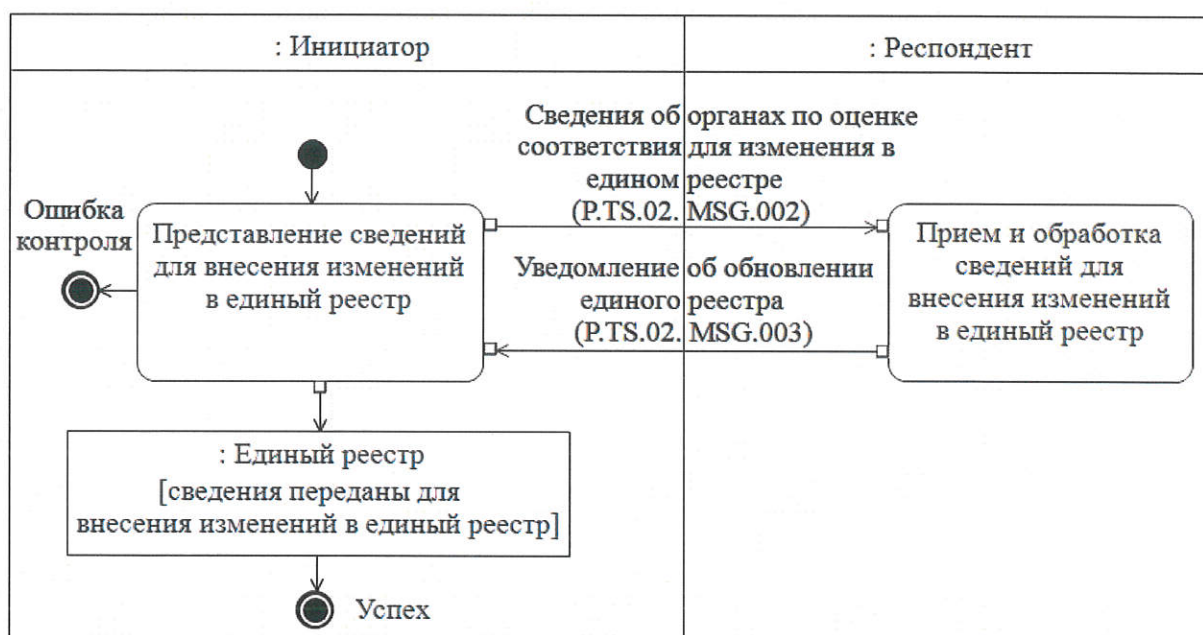 : Инициатор
: Респондент
Сведения об органах по оценке
соответствия для изменения в
едином реестре
(P.TS.02. MSG.002)
Ошибка
контроля
Представление сведений
для внесения изменений
в единый реестр
Прием и обработка
сведений для
внесения изменений
в единый реестр
Уведомление об обновлении
единого реестра
(P.TS.02. MSG.003)
: Единый реестр
[сведения переданы для
внесения изменений в единый реестр]
Успех